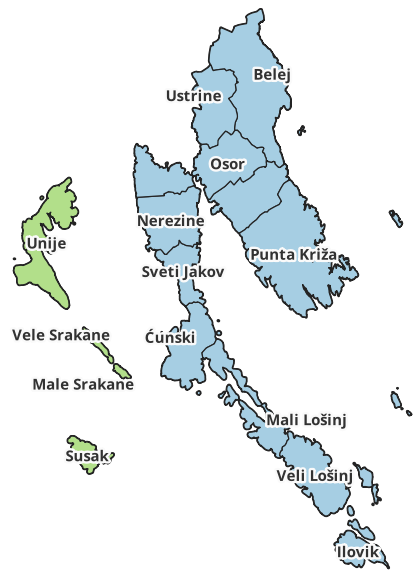 Belej
Ustrine
Osor
Nerezine
Unije
Punta Križa
Sveti Jakov
Vele Srakane
Ćunski
Male Srakane
Mali Lošinj
Susak
Veli Lošinj
Ilovik